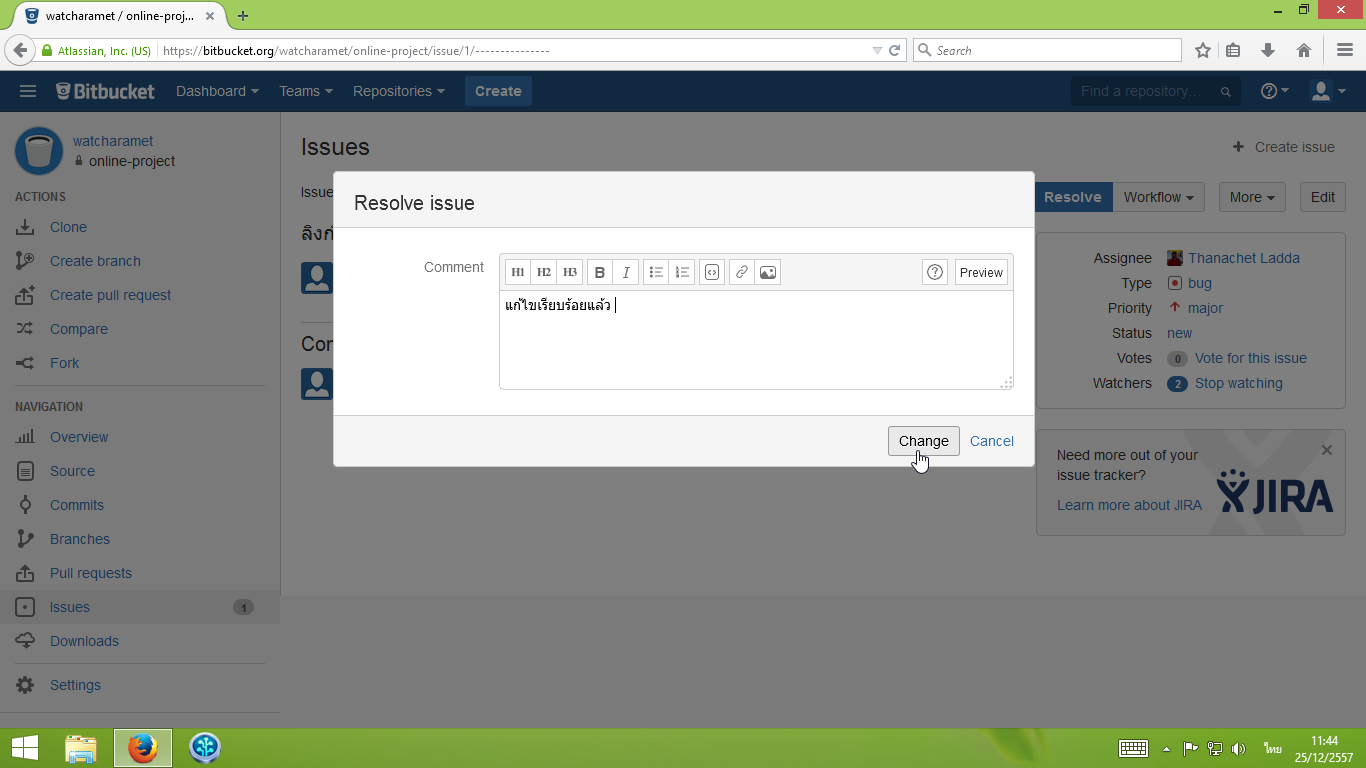 watcharamet / online-proj...
Atlassian, Inc. (US)
https://bitbucket.org/watcharamet/online-project/issue/1/---------------
Search
Bitbucket
Dashboard
Teams
Repositories
Create
Find a repository...
watcharamet
online-project
ACTIONS
Clone
Create branch
Create pull request
Compare
Fork
NAVIGATION
Overview
Source
Commits
Branches
Pull requests
Issues 1
Downloads
Settings
Issues
Create issue
Issue
Resolve
Workflow
More
Edit
Resolve issue
Comment
H1 H2 H3 B I
Preview
แก้ไขเรียบร้อยแล้ว
Change
Cancel
Assignee Thanachet Ladda
Type bug
Priority major
Status new
Votes 0 Vote for this issue
Watchers 2 Stop watching
Need more out of your
issue tracker?
Learn more about JIRA
JIRA
ไทย
11:44
25/12/2557